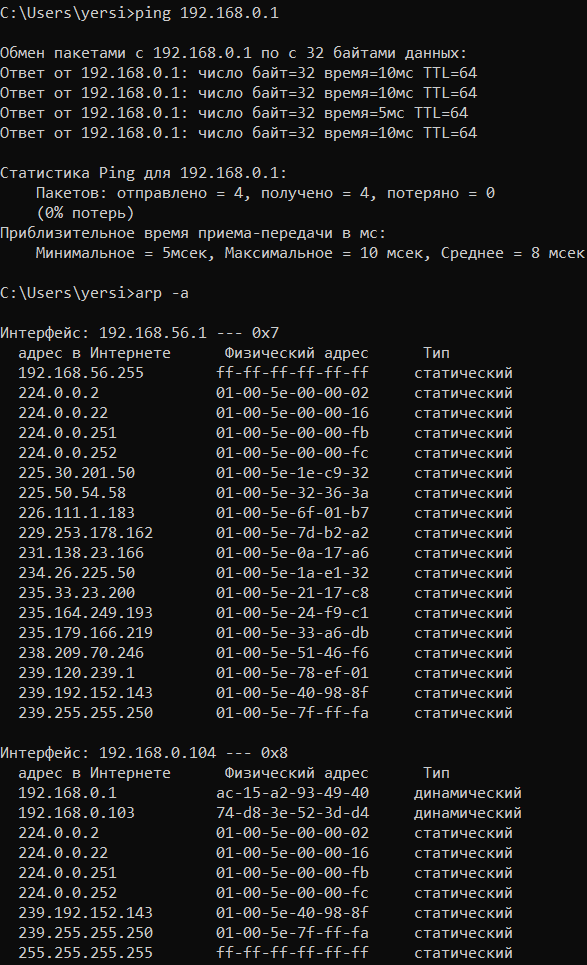 C:\Users\yersi>ping 192.168.0.1
Обмен пакетами с 192.168.0.1 по с 32 байтами данных:
Ответ от 192.168.0.1: число байт=32 время=10мс TTL=64
Ответ от 192.168.0.1: число байт=32 время=10мс TTL=64
Ответ от 192.168.0.1: число байт=32 время=5мс TTL=64
Ответ от 192.168.0.1: число байт=32 время=10мс TTL=64
Статистика Ping для 192.168.0.1:
Пакетов: отправлено = 4, получено = 4, потеряно = 0
(0% потерь)
Приблизительное время приема-передачи в мс:
Минимальное = 5мсек, Максимальное = 10 мсек, Среднее = 8 мсек
C:\Users\yersi>arp -a
Интерфейс: 192.168.56.1 --- 0x7
адрес в Интернете Физический адрес Тип
192.168.56.255 ff-ff-ff-ff-ff-ff статический
224.0.0.2 01-00-5e-00-00-02 статический
224.0.0.22 01-00-5e-00-00-16 статический
224.0.0.251 01-00-5e-00-00-fb статический
224.0.0.252 01-00-5e-00-00-fc статический
225.30.201.50 01-00-5e-1e-c9-32 статический
225.50.54.58 01-00-5e-32-36-3a статический
226.111.1.183 01-00-5e-6f-01-b7 статический
229.253.178.162 01-00-5e-7d-b2-a2 статический
231.138.23.166 01-00-5e-0a-17-a6 статический
234.26.225.50 01-00-5e-1a-e1-32 статический
235.33.23.200 01-00-5e-21-17-c8 статический
235.164.249.193 01-00-5e-24-f9-c1 статический
235.179.166.219 01-00-5e-33-a6-db статический
238.209.70.246 01-00-5e-51-46-f6 статический
239.120.239.1 01-00-5e-78-ef-01 статический
239.192.152.143 01-00-5e-40-98-8f статический
239.255.255.250 01-00-5e-7f-ff-fa статический
Интерфейс: 192.168.0.104 --- 0x8
адрес в Интернете Физический адрес Тип
192.168.0.1 ac-15-a2-93-49-40 динамический
192.168.0.103 74-d8-3e-52-3d-d4 динамический
224.0.0.2 01-00-5e-00-00-02 статический
224.0.0.22 01-00-5e-00-00-16 статический
224.0.0.251 01-00-5e-00-00-fb статический
224.0.0.252 01-00-5e-00-00-fc статический
239.192.152.143 01-00-5e-40-98-8f статический
239.255.255.250 01-00-5e-7f-ff-fa статический
255.255.255.255 ff-ff-ff-ff-ff-ff статический